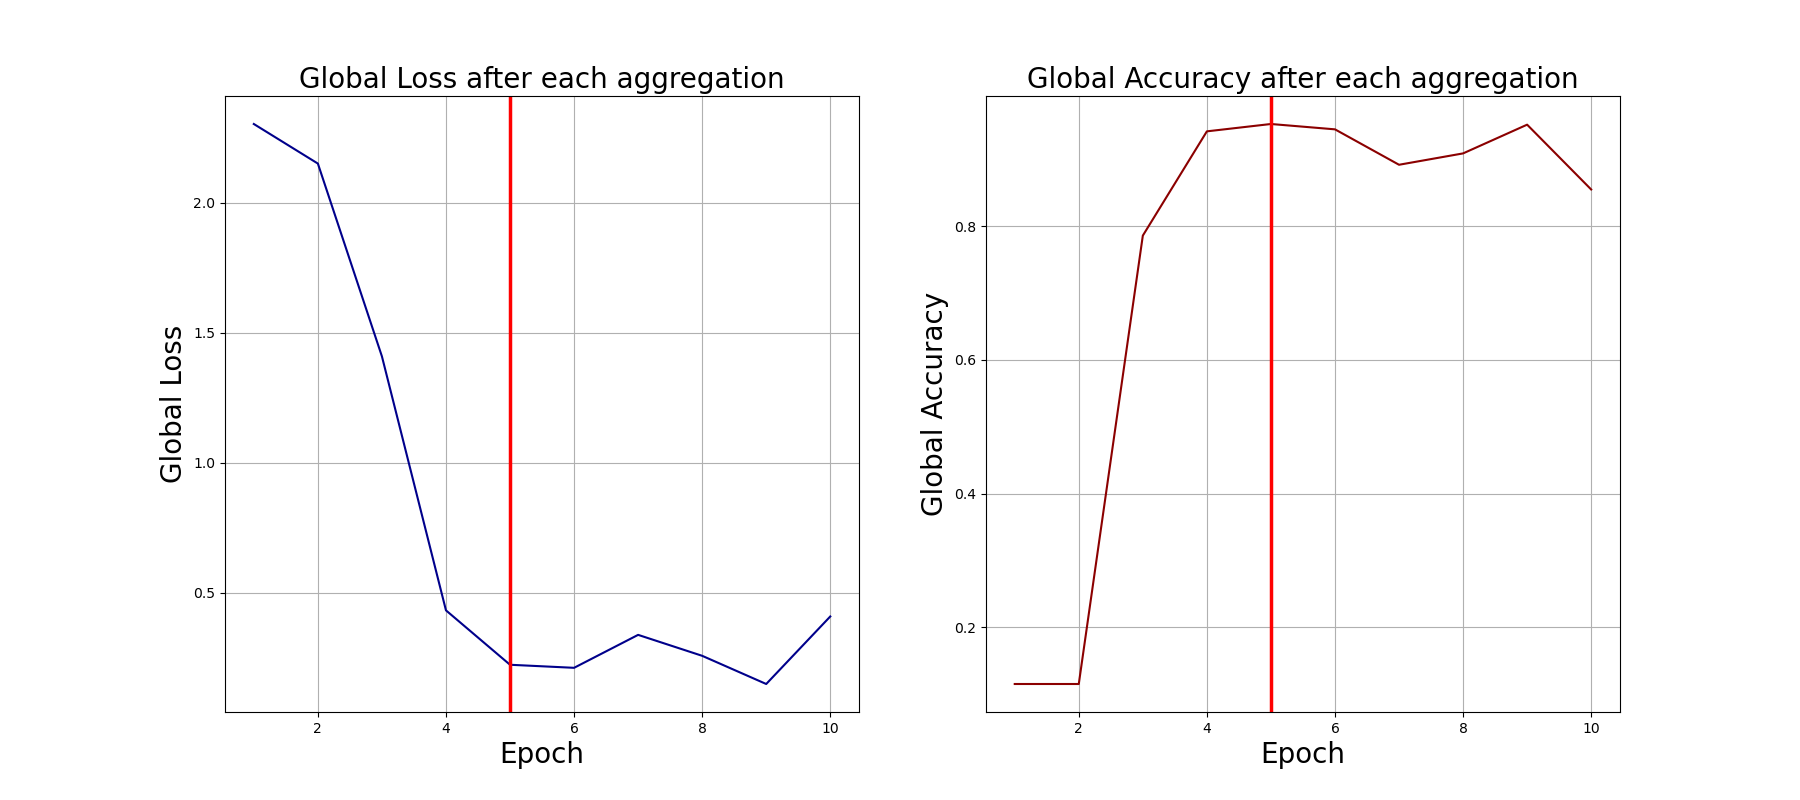 Global Loss after each aggregation
Global Loss
2.0
1.5
1.0
0.5
2 4 6 8 10
Epoch
Global Accuracy after each aggregation
Global Accuracy
0.8
0.6
0.4
0.2
2 4 6 8 10
Epoch